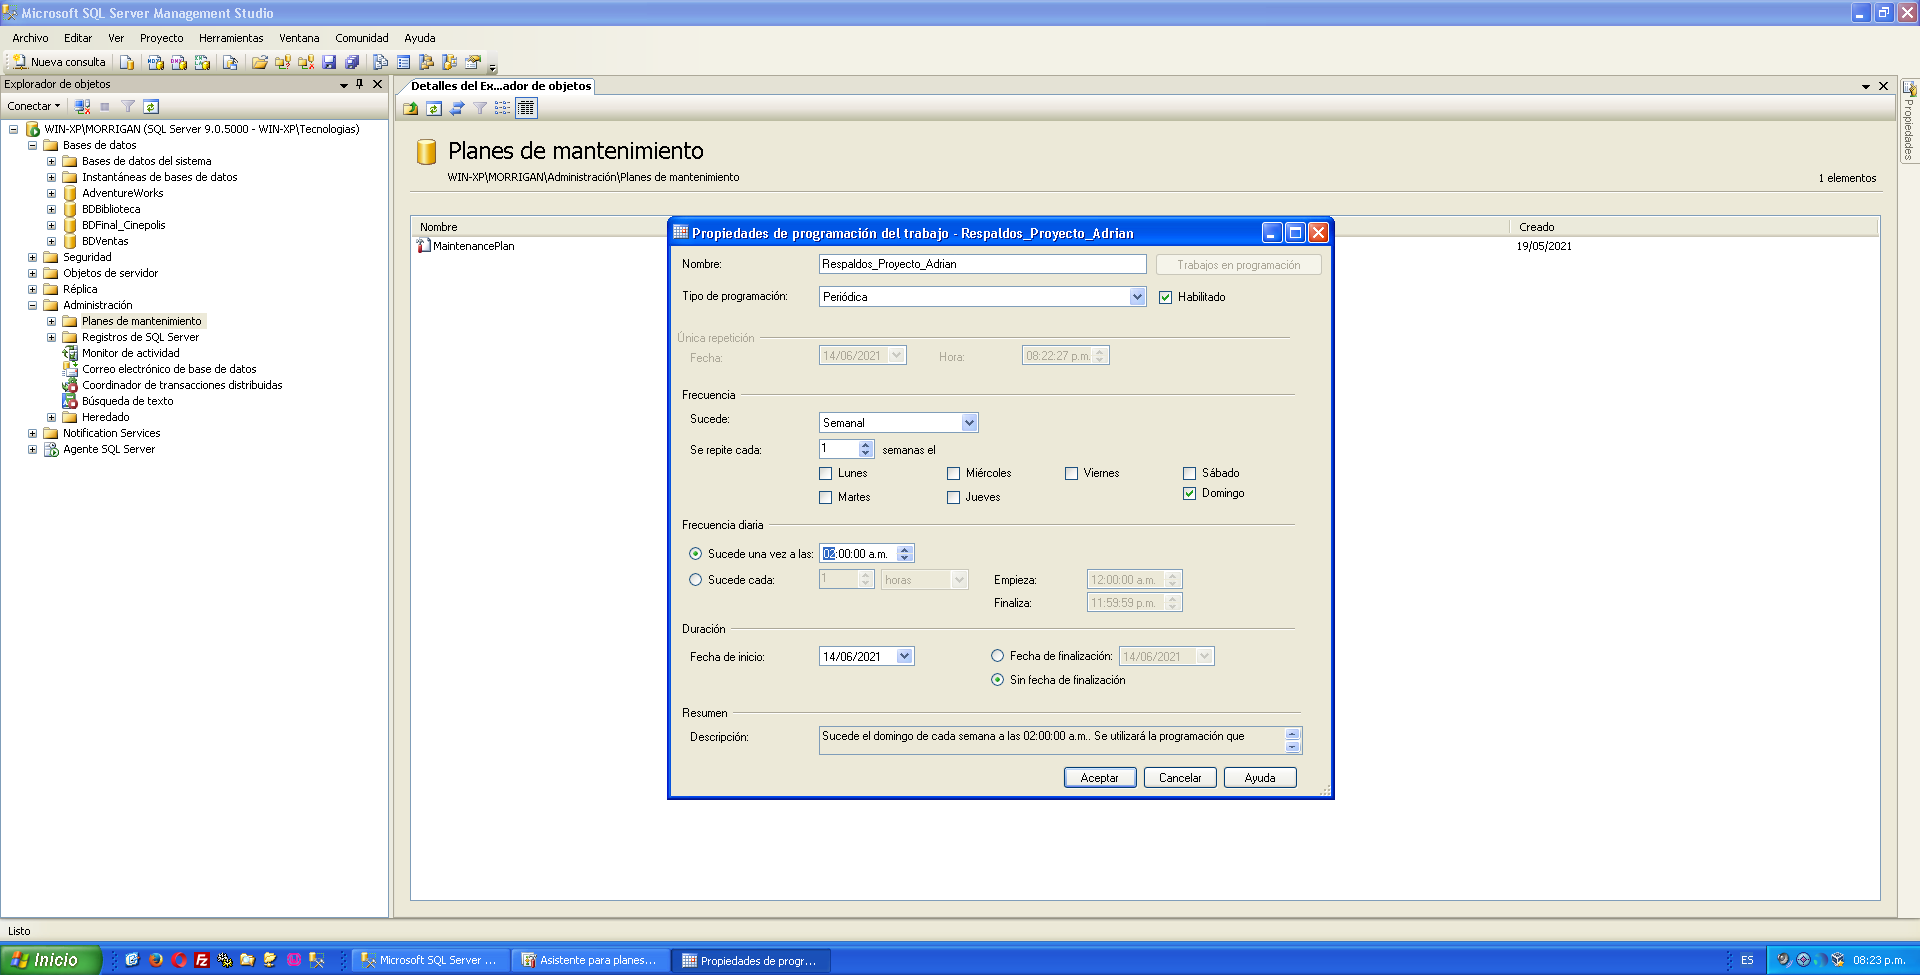 Microsoft SQL Server Management Studio
Archivo Editar Ver Proyecto Herramientas Ventana Comunidad Ayuda
Nueva consulta
Explorador de objetos
Conectar
WIN-XP\MORRIGAN (SQL Server 9.0.5000 - WIN-XP\Tecnologias)
Bases de datos
Bases de datos del sistema
Instantáneas de bases de datos
AdventureWorks
BDBiblioteca
BDFinal_Cinepolis
BDVentas
Seguridad
Objetos de servidor
Réplica
Administración
Planes de mantenimiento
Registros de SQL Server
Monitor de actividad
Correo electrónico de base de datos
Coordinador de transacciones distribuidas
Búsqueda de texto
Heredado
Notification Services
Agente SQL Server
Detalles del Ex...ador de objetos
Planes de mantenimiento
WIN-XP\MORRIGAN\Administración\Planes de mantenimiento
1 elementos
Nombre
Creado
MaintenancePlan
19/05/2021
Propiedades
Propiedades de programación del trabajo - Respaldos_Proyecto_Adrian
Nombre: Respaldos_Proyecto_Adrian Trabajos en programación
Tipo de programación: Periódica Habilitado
Única repetición
Fecha: 14/06/2021 Hora: 08:22:27 p.m.
Frecuencia
Sucede: Semanal
Se repite cada: 1 semanas el
Lunes Miércoles Viernes Sábado
Martes Jueves Domingo
Frecuencia diaria
Sucede una vez a las: 02:00:00 a.m.
Sucede cada: 1 horas Empieza: 12:00:00 a.m.
Finaliza: 11:59:59 p.m.
Duración
Fecha de inicio: 14/06/2021 Fecha de finalización: 14/06/2021
Sin fecha de finalización
Resumen
Descripción: Sucede el domingo de cada semana a las 02:00:00 a.m.. Se utilizará la programación que
Aceptar Cancelar Ayuda
Listo
Inicio Microsoft SQL Server ... Asistente para planes... Propiedades de progr... ES 08:23 p.m.